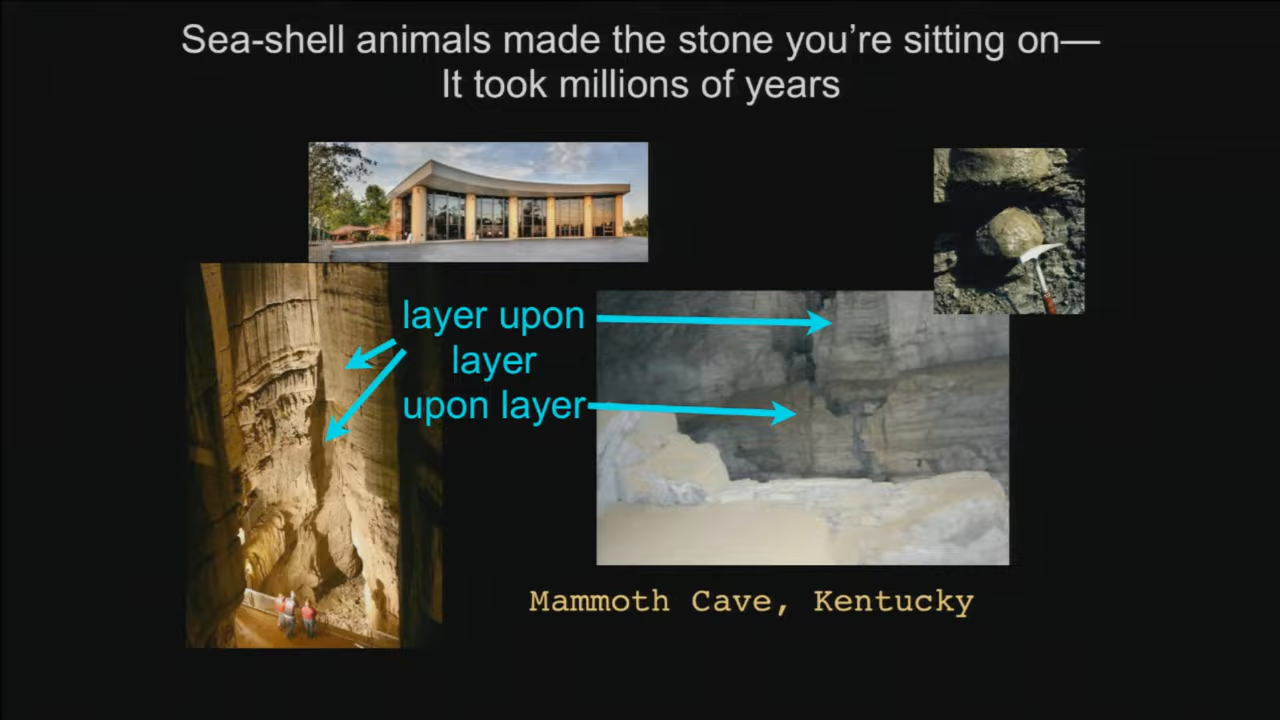 Sea-shell animals made the stone you’re sitting on—
It took millions of years
layer upon
layer
upon layer
Mammoth Cave, Kentucky